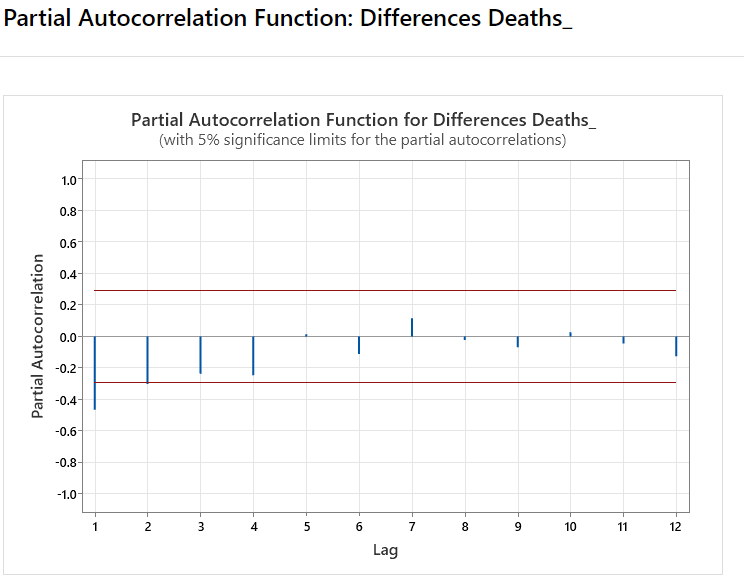 Partial Autocorrelation Function: Differences Deaths_
Partial Autocorrelation Function for Differences Deaths_
(with 5% significance limits for the partial autocorrelations)
Partial Autocorrelation
1.0
0.8
0.6
0.4
0.2
0.0
-0.2
-0.4
-0.6
-0.8
-1.0
1 2 3 4 5 6 7 8 9 10 11 12
Lag